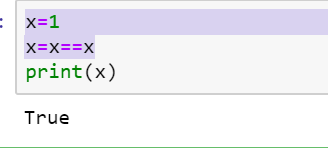 :
x=1
x=x==x
print(x)
True